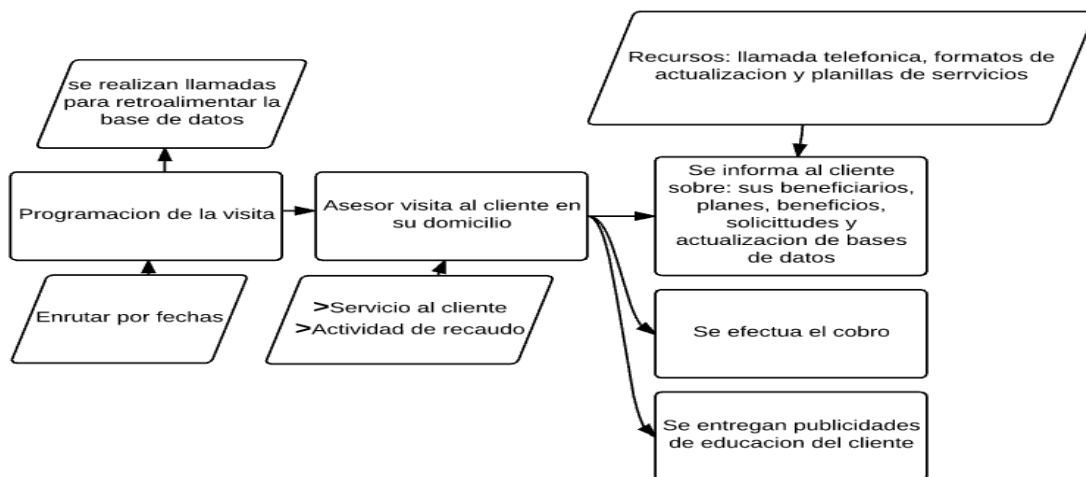 Recursos: llamada telefonica, formatos de
actualizacion y planillas de serrvicios
se realizan llamadas
para retroalimentar la
base de datos
Programacion de la visita
Asesor visita al cliente en
su domicilio
Se informa al cliente
sobre: sus beneficiarios,
planes, beneficios,
solicittudes y
actualizacion de bases
de datos
Enrutar por fechas
>Servicio al cliente
>Actividad de recaudo
Se efectua el cobro
Se entregan publicidades
de educacion del cliente